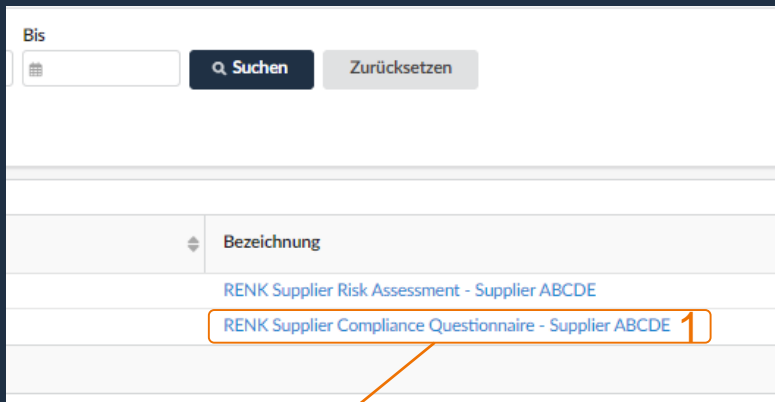 Bis
Suchen
Zurücksetzen
Bezeichnung
RENK Supplier Risk Assessment - Supplier ABCDE
RENK Supplier Compliance Questionnaire - Supplier ABCDE 1